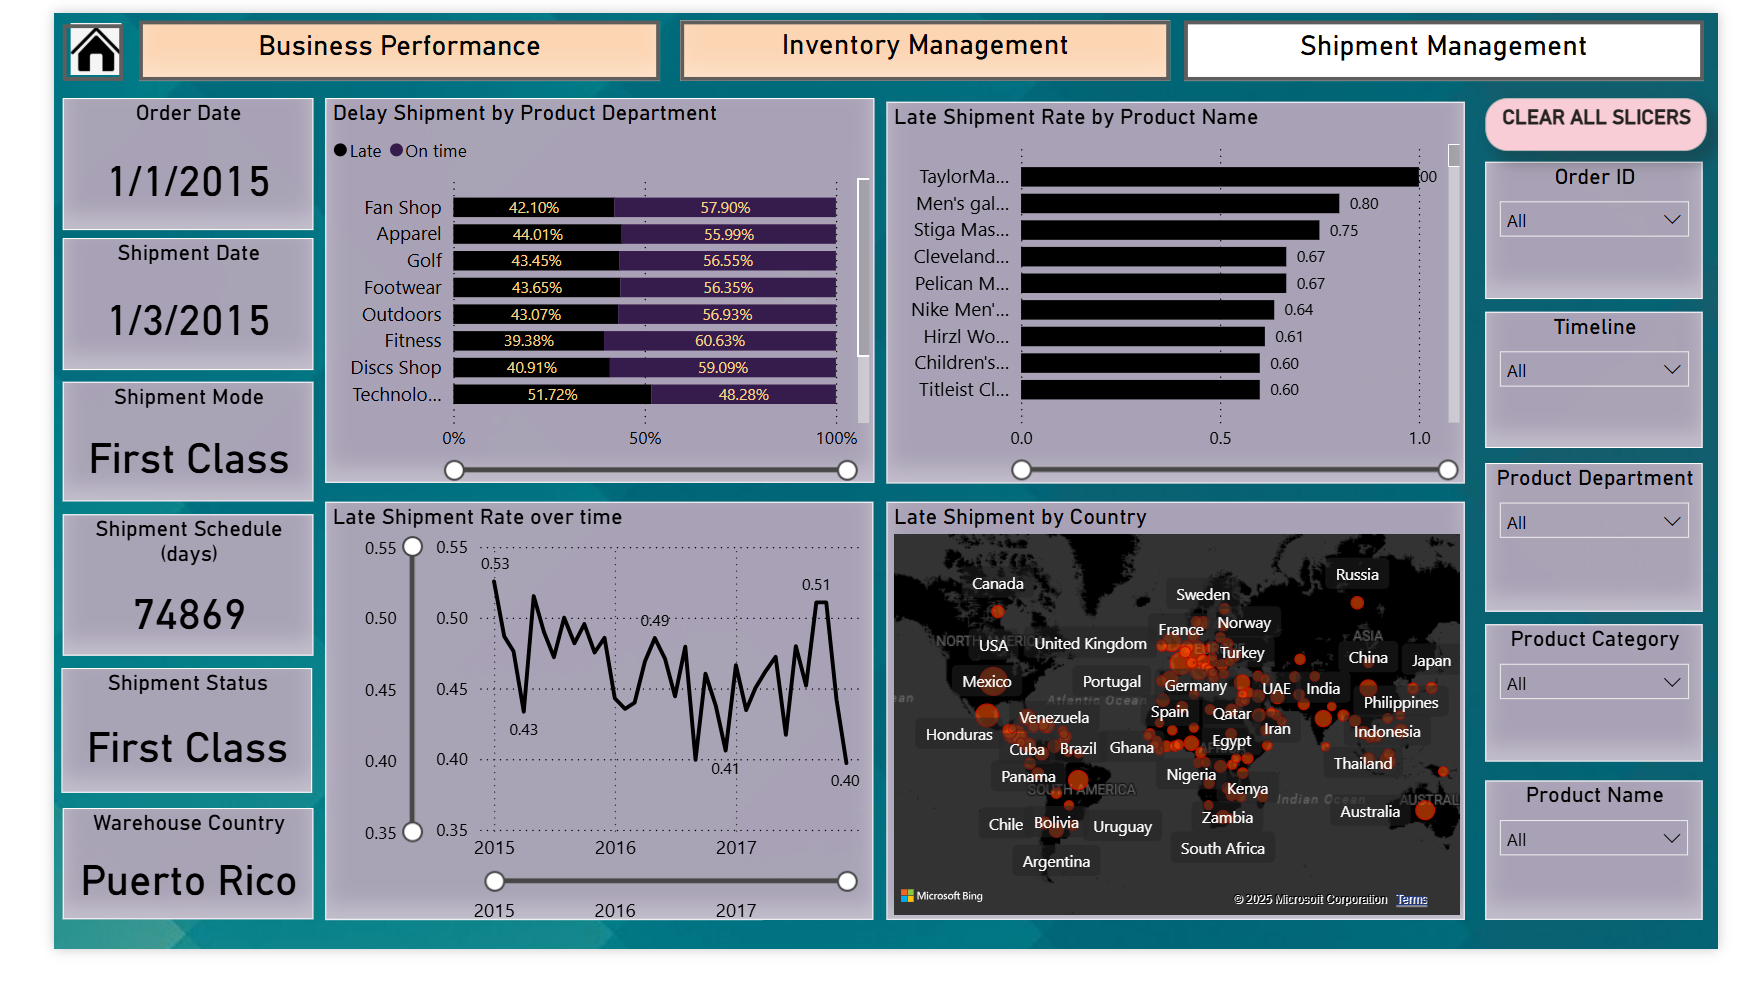 Business Performance
Inventory Management
Shipment Management
Order Date
1/1/2015
Shipment Date
1/3/2015
Shipment Mode
First Class
Shipment Schedule
(days)
74869
Shipment Status
First Class
Warehouse Country
Puerto Rico
Delay Shipment by Product Department
Late
On time
Fan Shop 42.10% 57.90%
Apparel 44.01% 55.99%
Golf 43.45% 56.55%
Footwear 43.65% 56.35%
Outdoors 43.07% 56.93%
Fitness 39.38% 60.63%
Discs Shop 40.91% 59.09%
Technolo... 51.72% 48.28%
0% 50% 100%
Late Shipment Rate by Product Name
TaylorMa... 00
Men's gal... 0.80
Stiga Mas... 0.75
Cleveland... 0.67
Pelican M... 0.67
Nike Men'... 0.64
Hirzl Wo... 0.61
Children's... 0.60
Titleist Cl... 0.60
0.0 0.5 1.0
Late Shipment Rate over time
0.55
0.50
0.45
0.40
0.35
0.55
0.50
0.45
0.40
0.35
0.53
0.43
0.49
0.41
0.51
0.40
2015 2016 2017
2015 2016 2017
Late Shipment by Country
Canada
Russia
Sweden
NORTH AMERIC
USA
United Kingdom
France
Norway
ASIA
Turkey
China
Japan
Mexico
Portugal
Germany
UAE
India
ean
Atlantic Ocean
Philippines
Venezuela
Spain
Qatar
Iran
Indonesia
Honduras
Cuba
Brazil
Ghana
Egypt
Thailand
Panama
Nigeria
SOUTH AMERICA
Kenya
Indian Ocean
AUSTRAL
Australia
Chile
Bolivia
Uruguay
Zambia
South Africa
Argentina
Microsoft Bing
© 2025 Microsoft Corporation Terms
CLEAR ALL SLICERS
Order ID
All
Timeline
All
Product Department
All
Product Category
All
Product Name
All